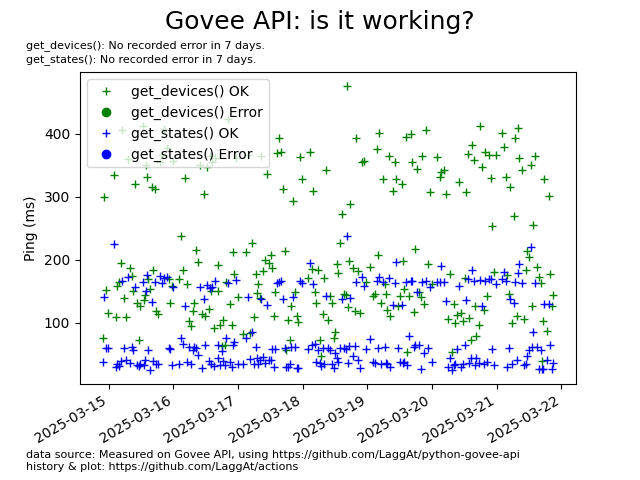 Govee API: is it working?
get_devices(): No recorded error in 7 days.
get_states(): No recorded error in 7 days.
get_devices() OK
get_devices() Error
get_states() OK
get_states() Error
Ping (ms)
400
300
200
100
2025-03-15
2025-03-16
2025-03-17
2025-03-18
2025-03-19
2025-03-20
2025-03-21
2025-03-22
data source: Measured on Govee API, using https://github.com/LaggAt/python-govee-api
history & plot: https://github.com/LaggAt/actions